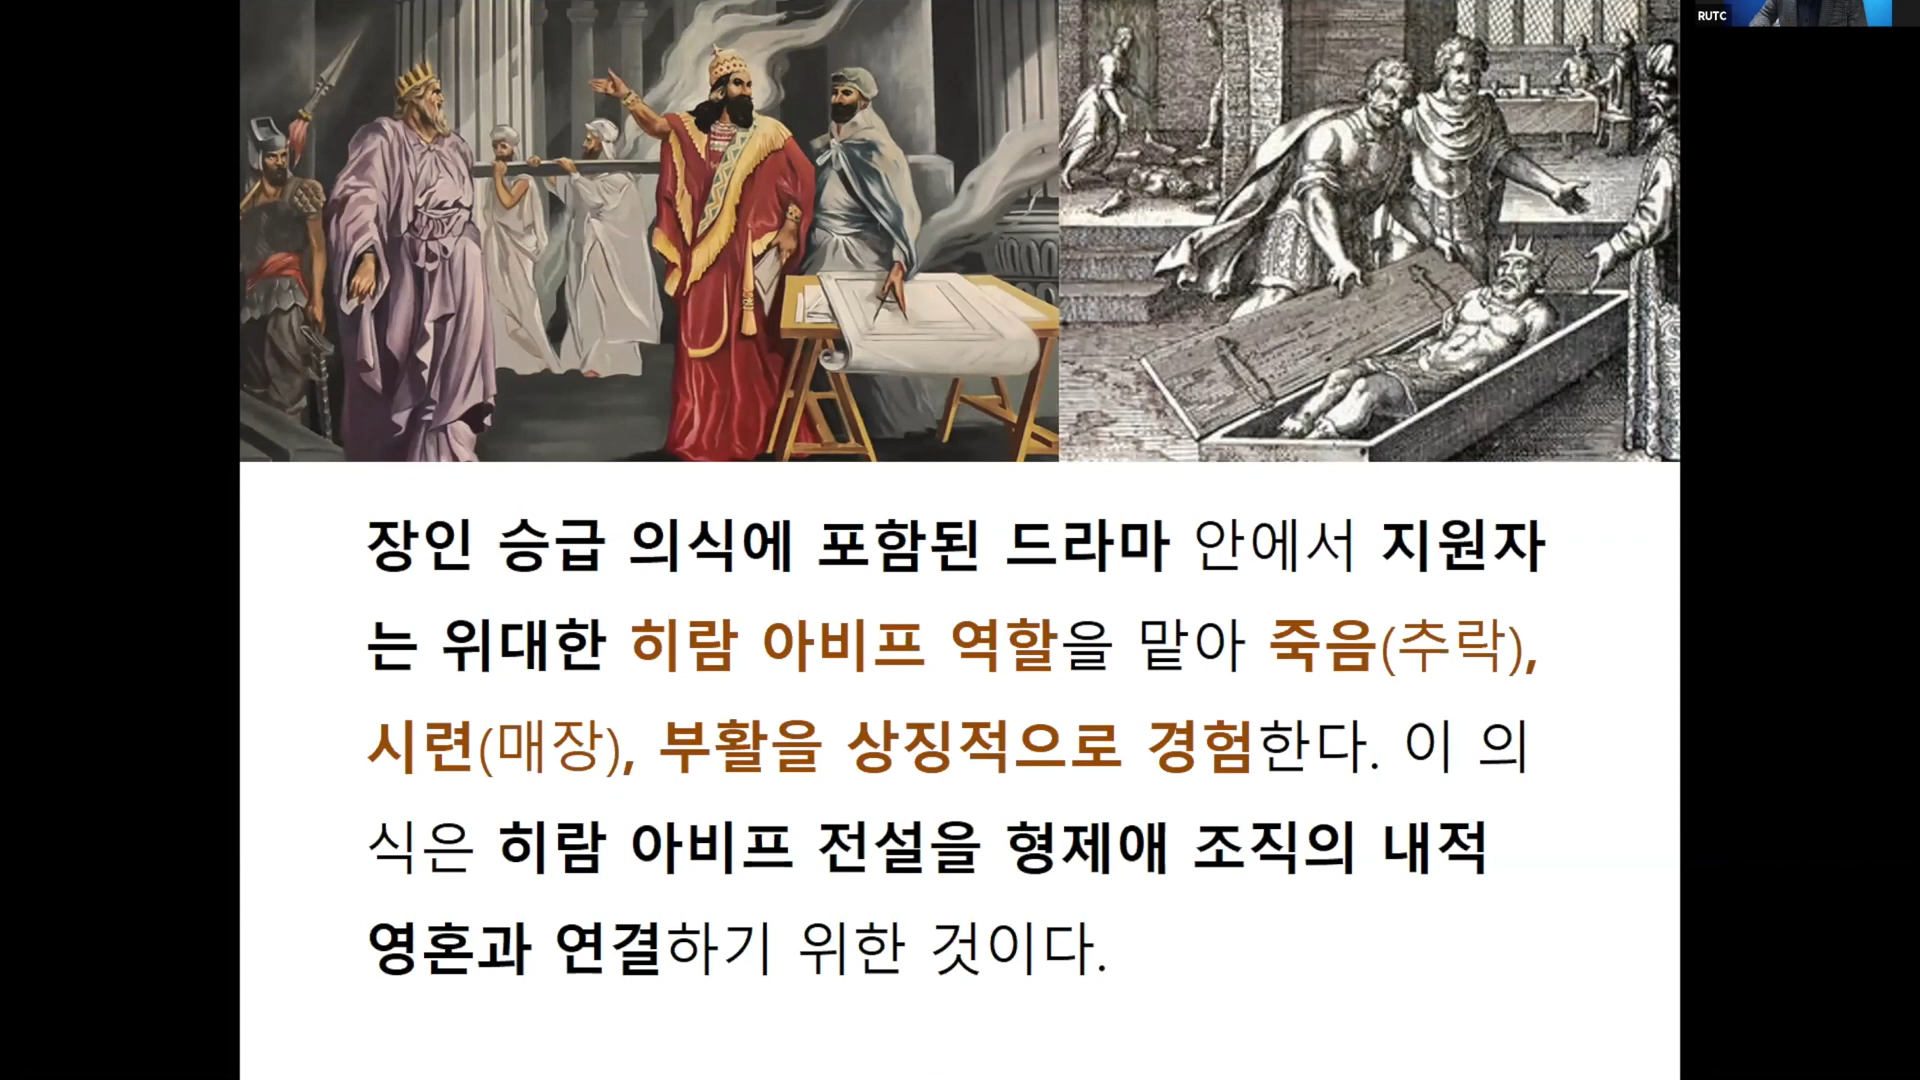 RUTC
장인 승급 의식에 포함된 드라마 안에서 지원자
는 위대한 히람 아비프 역할을 맡아 죽음(추락),
시련(매장), 부활을 상징적으로 경험한다. 이 의
식은 히람 아비프 전설을 형제애 조직의 내적
영혼과 연결하기 위한 것이다.